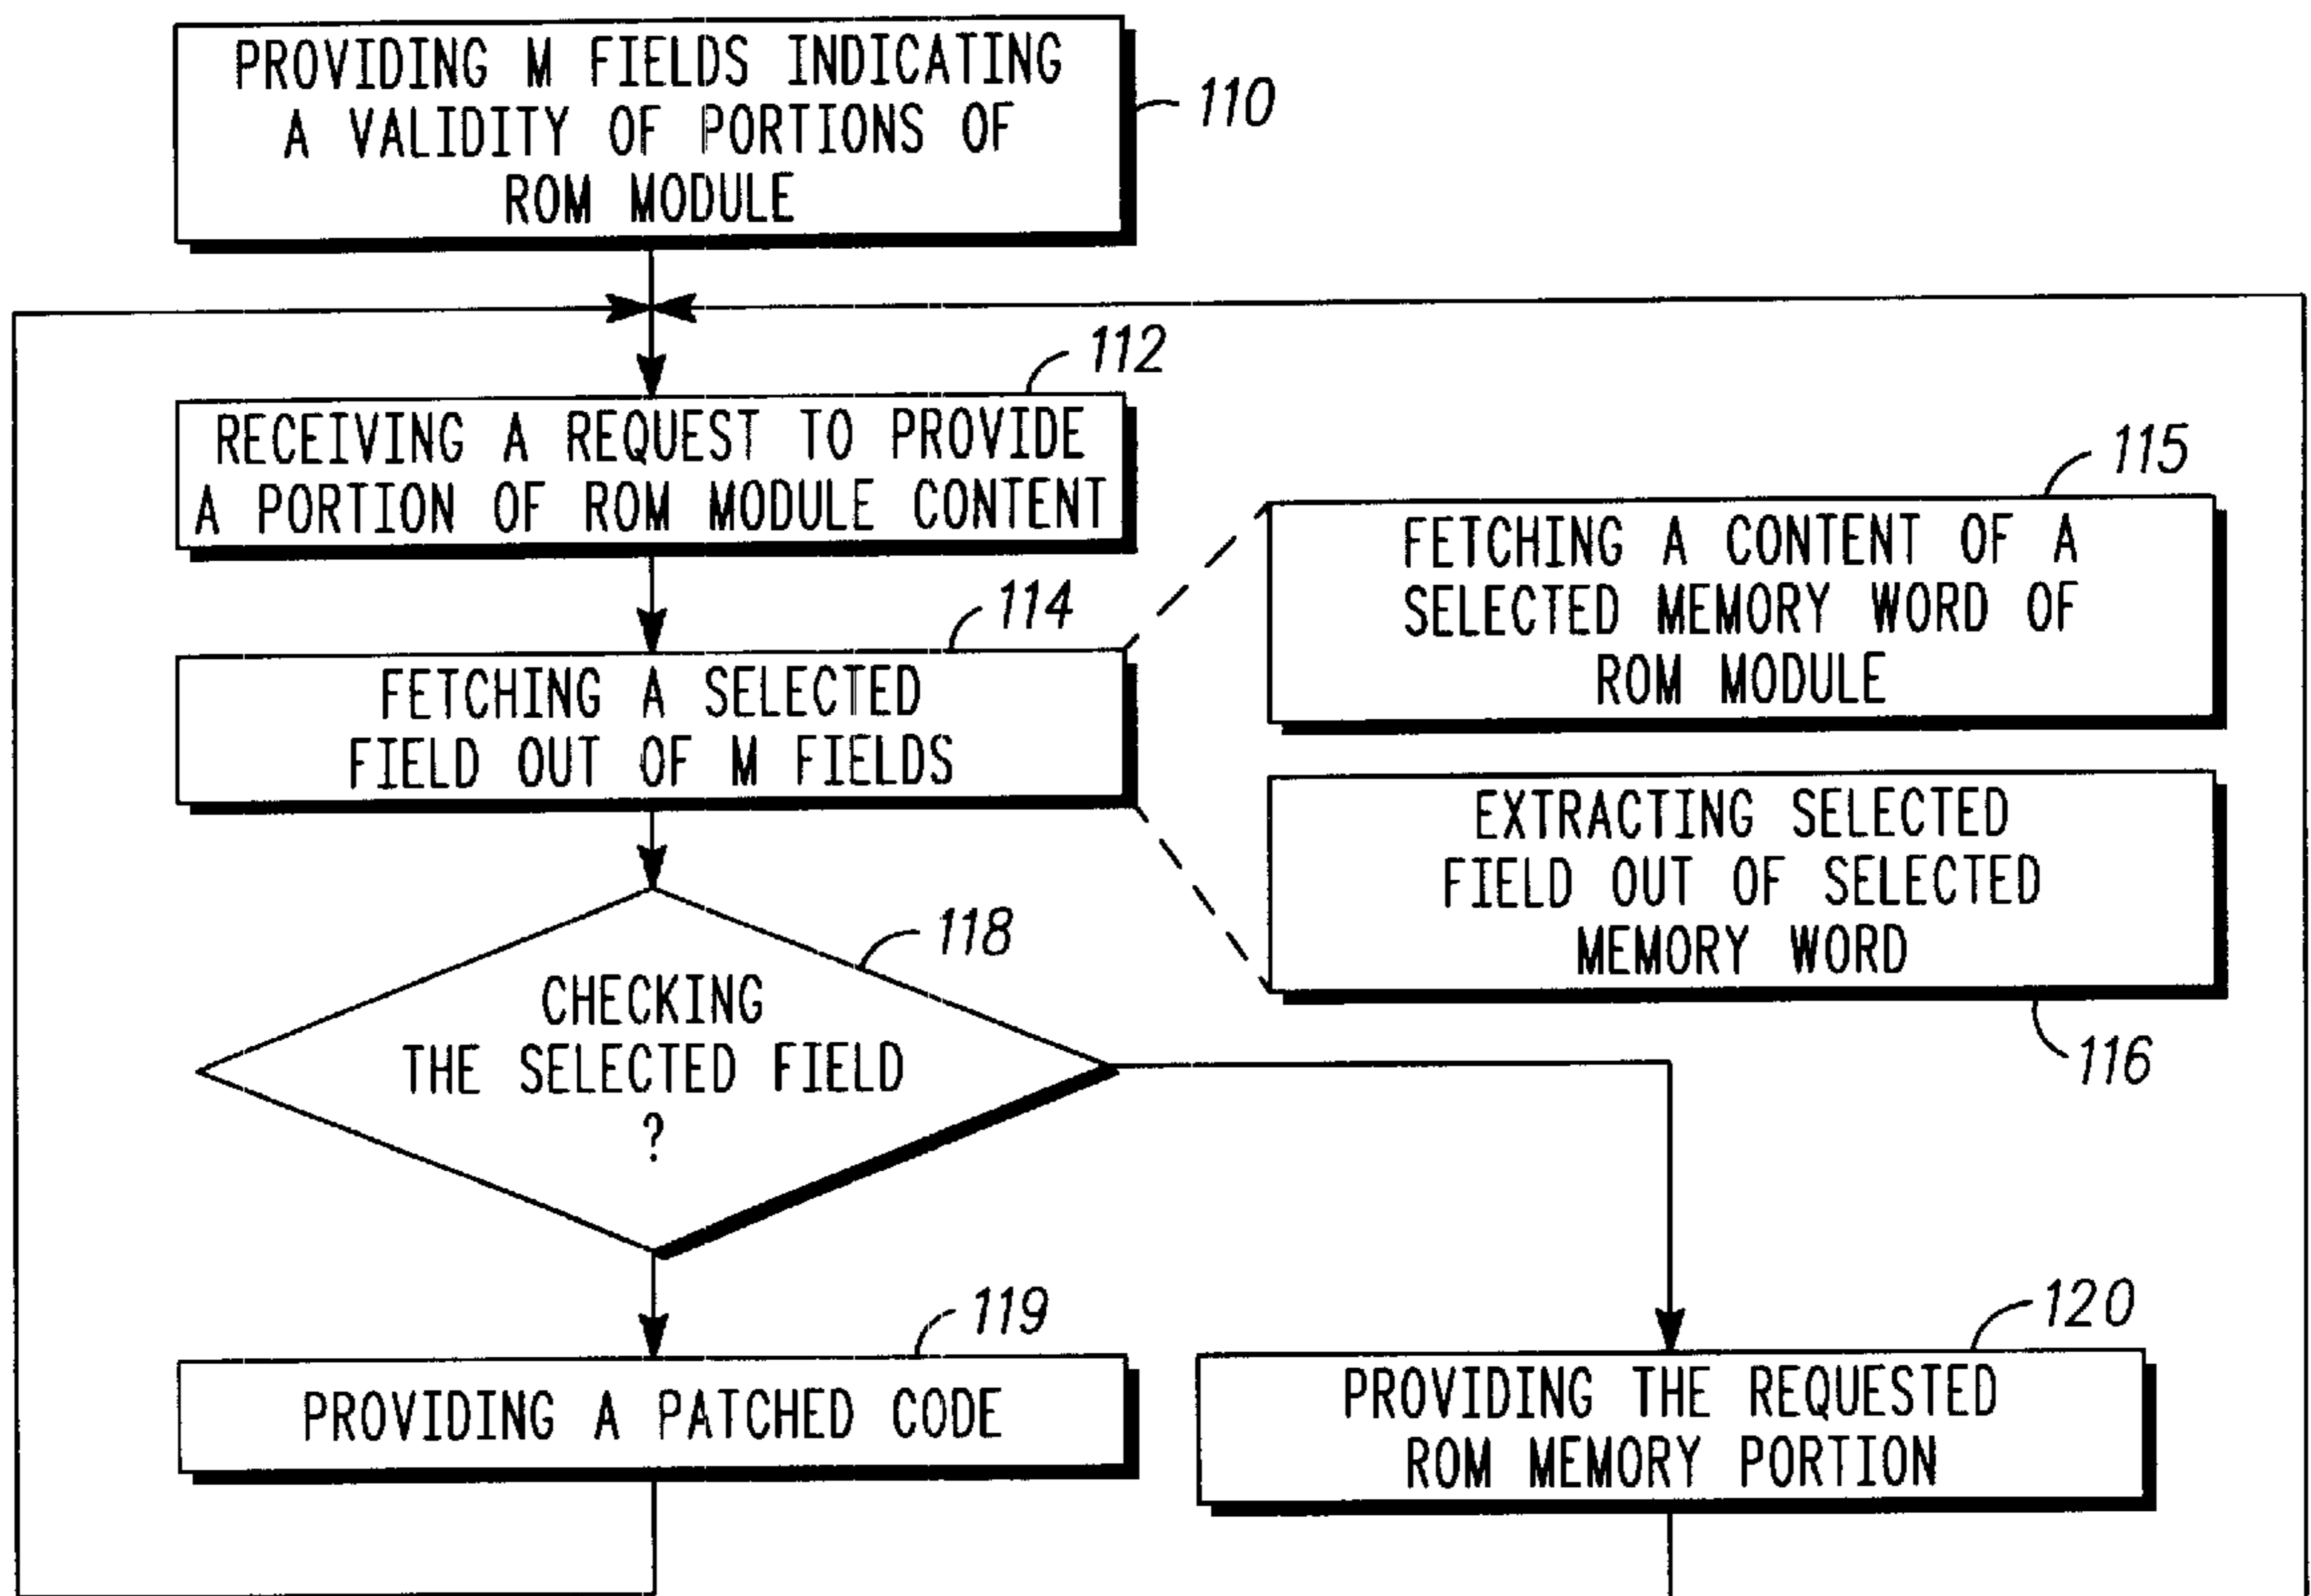 PROVIDING M FIELDS INDICATING
A VALIDITY OF PORTIONS OF
ROM MODULE
110
112
RECEIVING A REQUEST TO PROVIDE
A PORTION OF ROM MODULE CONTENT
114
FETCHING A SELECTED
FIELD OUT OF M FIELDS
115
FETCHING A CONTENT OF A
SELECTED MEMORY WORD OF
ROM MODULE
EXTRACTING SELECTED
FIELD OUT OF SELECTED
MEMORY WORD
116
118
CHECKING
THE SELECTED FIELD
?
119
PROVIDING A PATCHED CODE
120
PROVIDING THE REQUESTED
ROM MEMORY PORTION